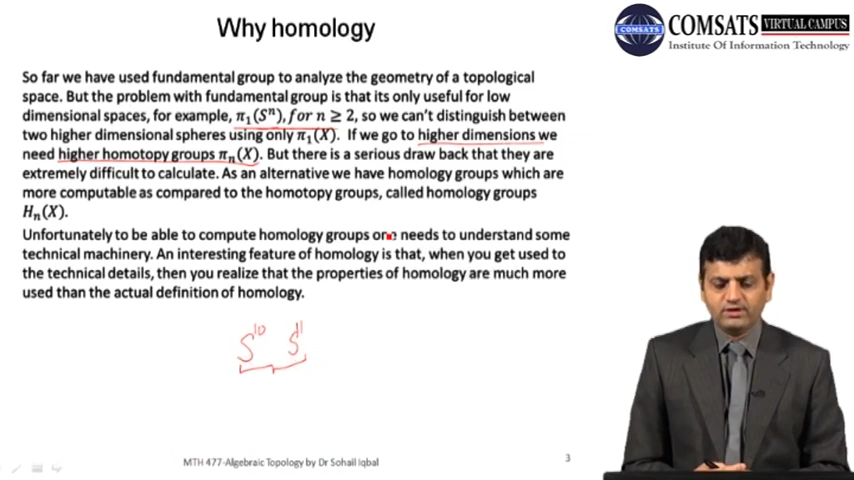 Why homology
COMSATS VIRTUAL CAMPUS
Institute Of Information Technology
So far we have used fundamental group to analyze the geometry of a topological
space. But the problem with fundamental group is that its only useful for low
dimensional spaces, for example, π₁(Sⁿ), for n ≥ 2, so we can't distinguish between
two higher dimensional spheres using only π₁(X). If we go to higher dimensions we
need higher homotopy groups πₙ(X). But there is a serious draw back that they are
extremely difficult to calculate. As an alternative we have homology groups which are
more computable as compared to the homotopy groups, called homology groups
Hₙ(X).
Unfortunately to be able to compute homology groups one needs to understand some
technical machinery. An interesting feature of homology is that, when you get used to
the technical details, then you realize that the properties of homology are much more
used than the actual definition of homology.
S¹⁰ S¹¹
MTH 477-Algebraic Topology by Dr Sohail Iqbal
3